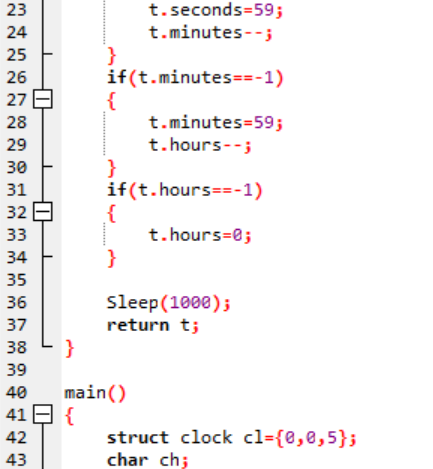 23 t.seconds=59;
24 t.minutes--;
25 }
26 if(t.minutes==-1)
27 {
28 t.minutes=59;
29 t.hours--;
30 }
31 if(t.hours==-1)
32 {
33 t.hours=0;
34 }
35
36 Sleep(1000);
37 return t;
38 }
39
40 main()
41 {
42 struct clock cl={0,0,5};
43 char ch;